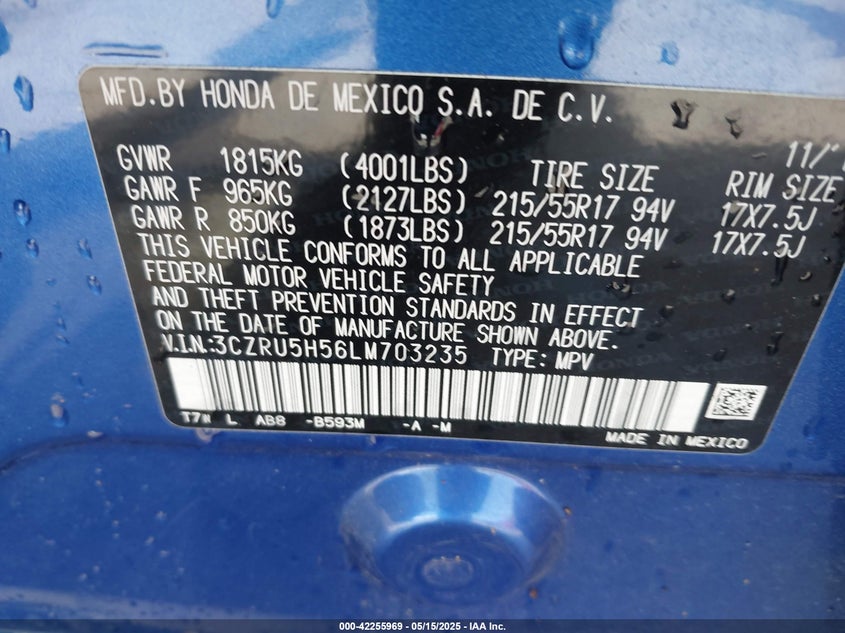 MFD.BY HONDA DE MEXICO S.A. DE C.V.
11/
GVWR 1815KG (4001LBS) TIRE SIZE RIM SIZE
GAWR F 965KG (2127LBS) 215/55R17 94V 17X7.5J
GAWR R 850KG (1873LBS) 215/55R17 94V 17X7.5J
THIS VEHICLE CONFORMS TO ALL APPLICABLE
FEDERAL MOTOR VEHICLE SAFETY
AND THEFT PREVENTION STANDARDS IN EFFECT
ON THE DATE OF MANUFACTURE SHOWN ABOVE.
V.I.N.:3CZRU5H56LM703235 TYPE: MPV
L AB8 -B593M -A -M
MADE IN MEXICO
000-42255969 - 05/15/2025 - IAA Inc.